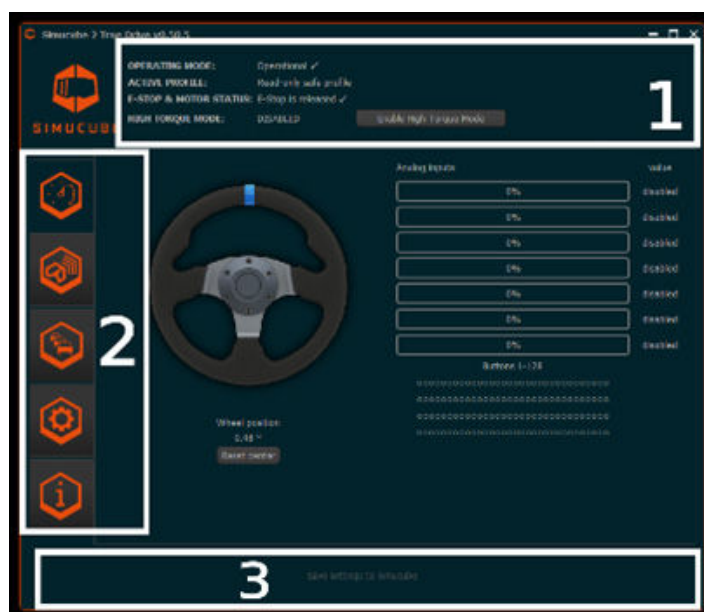 Simucube 2 True Drive v0.50.5
OPERATING MODE: Operational ✓
ACTIVE PROFILE: Read-only safe profile
E-STOP & MOTOR STATUS: E-Stop is released ✓
HIGH TORQUE MODE: DISABLED Enable High Torque Mode
1
SIMUCUBE
Analog inputs value
0% disabled
0% disabled
0% disabled
0% disabled
0% disabled
0% disabled
0% disabled
2
Buttons 1-128
Wheel position:
0.48 °
Reset center
3
Save settings to Simucube